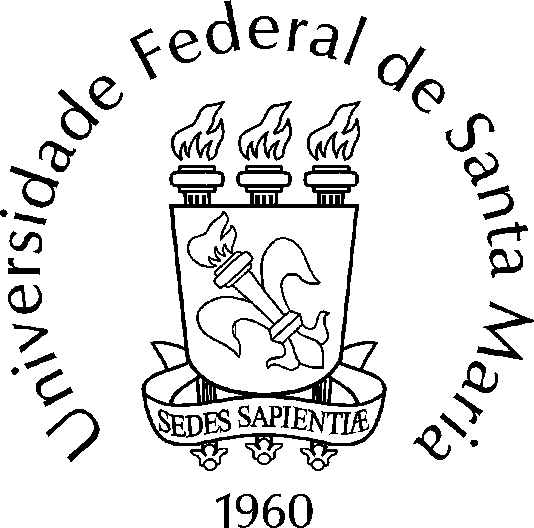 Universidade Federal de Santa Maria
SEDES SAPIENTIÆ
1960